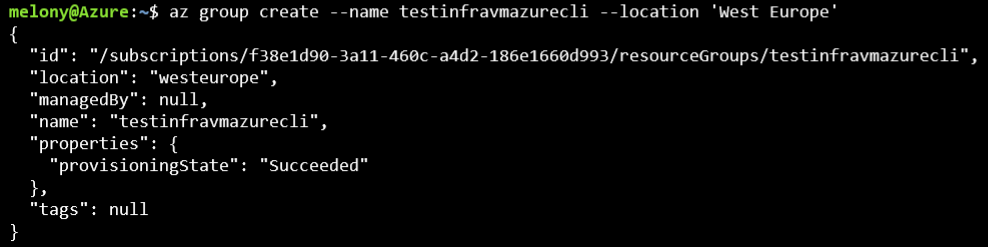 melony@Azure:~$ az group create --name testinfravmazurecli --location 'West Europe'
{
  "id": "/subscriptions/f38e1d90-3a11-460c-a4d2-186e1660d993/resourceGroups/testinfravmazurecli",
  "location": "westeurope",
  "managedBy": null,
  "name": "testinfravmazurecli",
  "properties": {
    "provisioningState": "Succeeded"
  },
  "tags": null
}